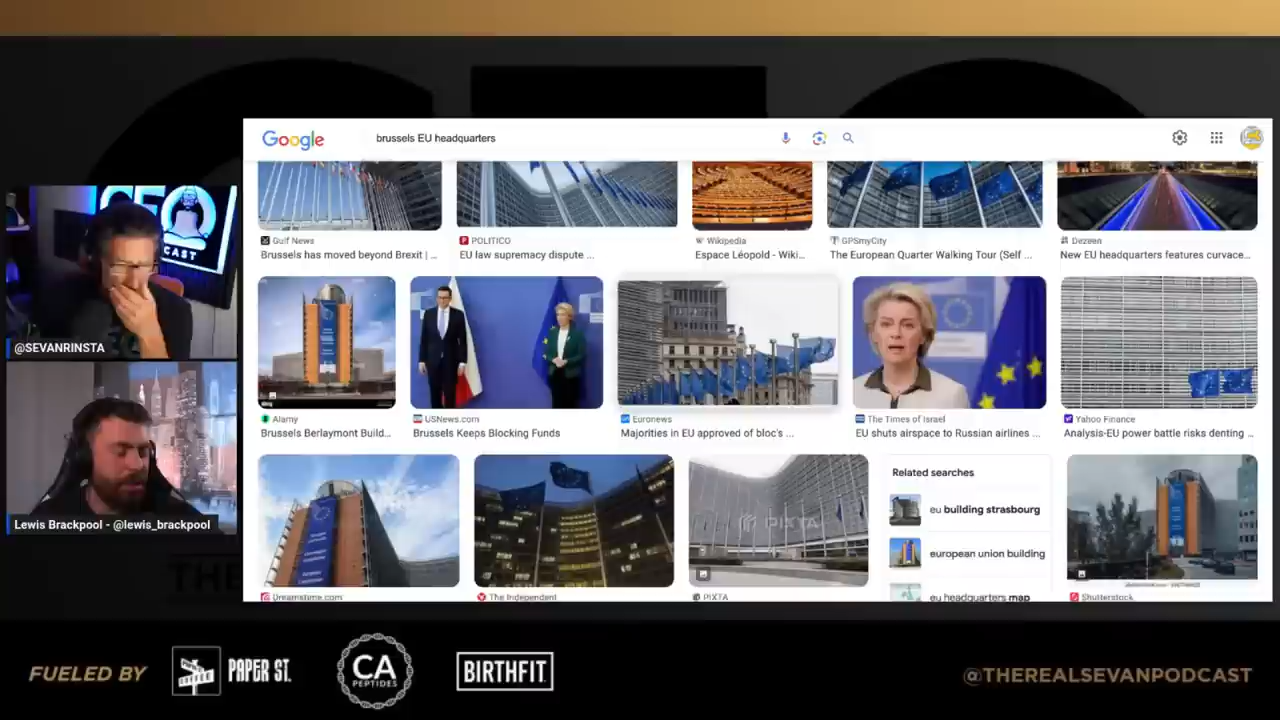 Google
brussels EU headquarters
Gulf News
Brussels has moved beyond Brexit | ...
POLITICO
EU law supremacy dispute ...
Wikipedia
Espace Léopold - Wiki...
GPSmyCity
The European Quarter Walking Tour (Self ...
Dezeen
New EU headquarters features curvace...
CEO
CAST
@SEVANRINSTA
Alamy
Brussels Berlaymont Build...
USNews.com
Brussels Keeps Blocking Funds
Euronews
Majorities in EU approved of bloc's ...
The Times of Israel
EU shuts airspace to Russian airlines ...
Yahoo Finance
Analysis-EU power battle risks denting ...
Lewis Brackpool - @lewis_brackpool
PIXTA
Related searches
eu building strasbourg
european union building
eu headquarters map
Dreamstime.com
The Independent
PIXTA
Shutterstock
THE
FUELED BY
PAPER ST.
CA
PEPTIDES
BIRTHFIT.
@THEREALSEVANPODCAST